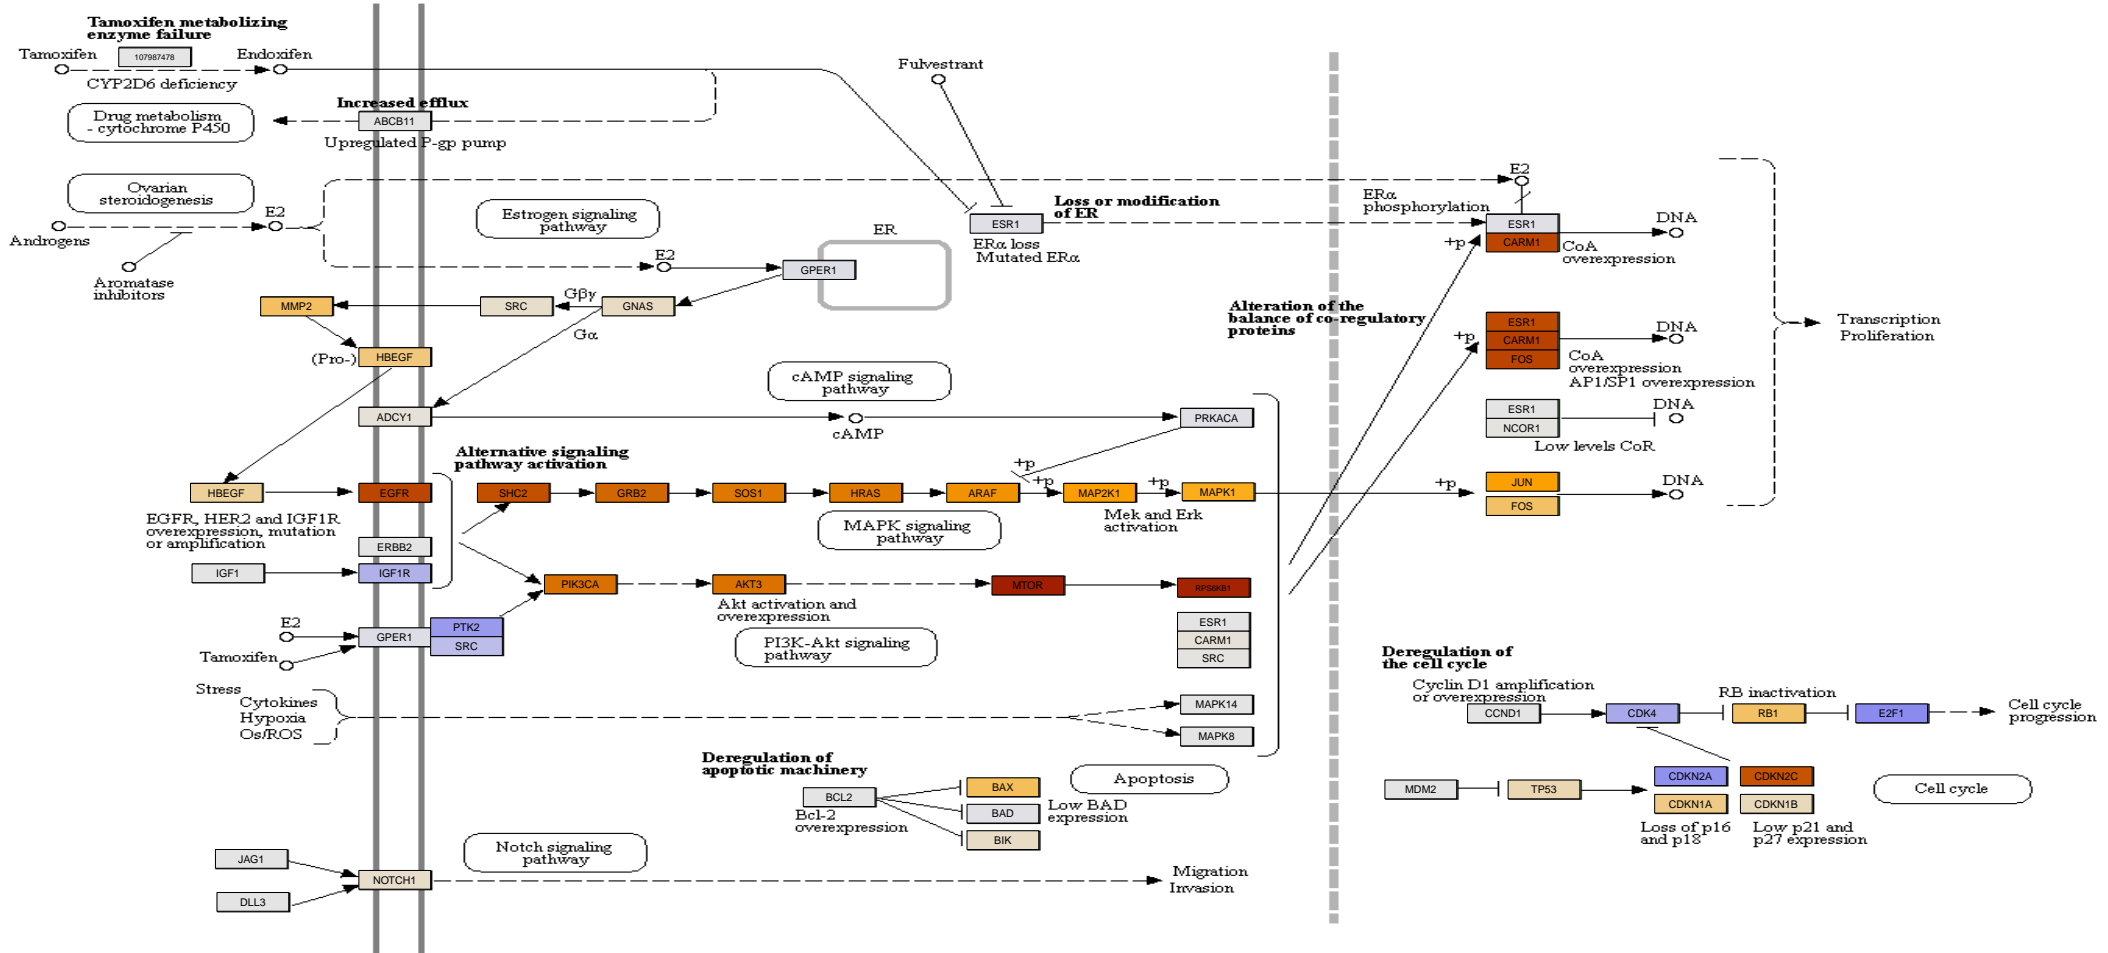 Tamoxifen metabolizing
enzyme failure
Tamoxifen
107987478
Endoxifen
CYP2D6 deficiency
Drug metabolism
- cytochrome P450
Increased efflux
ABCB11
Upregulated P-gp pump
Fulvestrant
Ovarian
steroidogenesis
E2
Androgens
Aromatase
inhibitors
Estrogen signaling
pathway
E2
GPER1
ER
ESR1
ERα loss
Mutated ERα
Loss or modification
of ER
E2
ERα
phosphorylation
ESR1
CARM1
+p
CoA
overexpression
DNA
MMP2
SRC
Gβγ
GNAS
Gα
(Pro-)
HBEGF
Alteration of the
balance of co-regulatory
proteins
+p
ESR1
CARM1
FOS
DNA
CoA
overexpression
AP1/SP1 overexpression
Transcription
Proliferation
cAMP signaling
pathway
ADCY1
cAMP
PRKACA
ESR1
NCOR1
DNA
Low levels CoR
Alternative signaling
pathway activation
HBEGF
EGFR
SHC2
GRB2
SOS1
HRAS
ARAF
+p
+p
MAP2K1
+p
MAPK1
+p
JUN
FOS
DNA
EGFR, HER2 and IGF1R
overexpression, mutation
or amplification
MAPK signaling
pathway
Mek and Erk
activation
ERBB2
IGF1
IGF1R
PIK3CA
AKT3
MTOR
RPS6KB1
Akt activation and
overexpression
E2
Tamoxifen
GPER1
PTK2
SRC
PI3K-Akt signaling
pathway
ESR1
CARM1
SRC
Stress
Cytokines
Hypoxia
Os/ROS
MAPK14
MAPK8
Deregulation of
the cell cycle
Cyclin D1 amplification
or overexpression
RB inactivation
CCND1
CDK4
RB1
E2F1
Cell cycle
progression
MDM2
TP53
CDKN2A
CDKN2C
CDKN1A
CDKN1B
Loss of p16
and p18
Low p21 and
p27 expression
Cell cycle
Deregulation of
apoptotic machinery
Apoptosis
BCL2
Bcl-2
overexpression
BAX
BAD
BIK
Low BAD
expression
Notch signaling
pathway
JAG1
DLL3
NOTCH1
Migration
Invasion